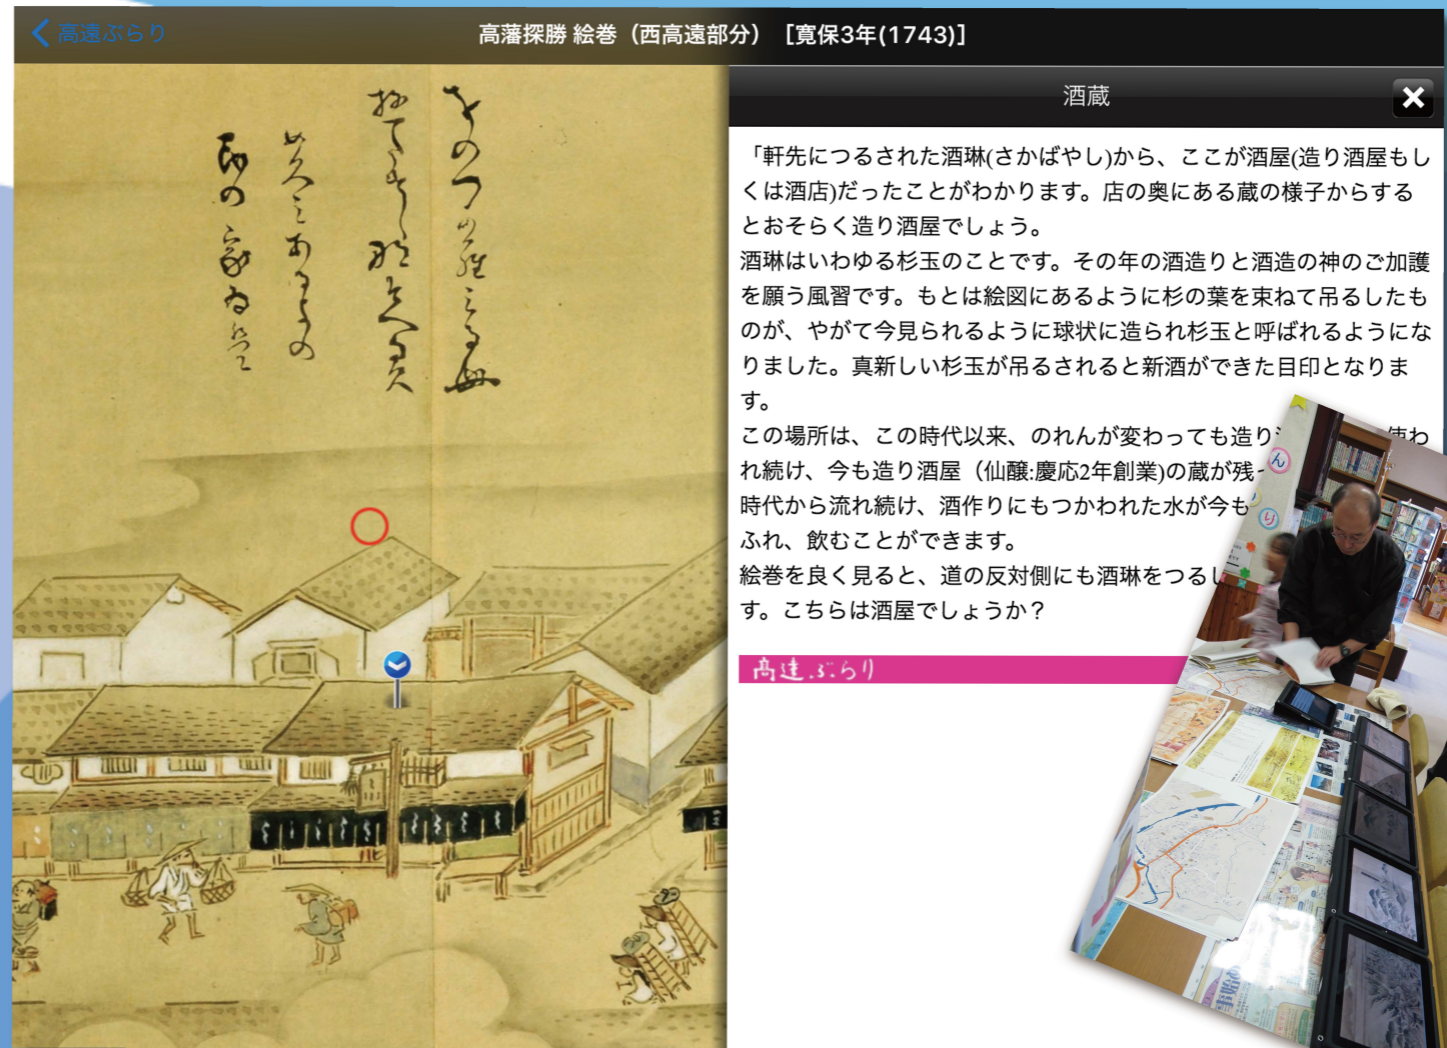 高遠ぶらり
高藩探勝 絵巻（西高遠部分）［寛保3年(1743)］
酒蔵
「軒先につるされた酒琳(さかばやし)から、ここが酒屋(造り酒屋もし
くは酒店)だったことがわかります。店の奥にある蔵の様子からする
とおそらく造り酒屋でしょう。
酒琳はいわゆる杉玉のことです。その年の酒造りと酒造の神のご加護
を願う風習です。もとは絵図にあるように杉の葉を束ねて吊るしたも
のが、やがて今見られるように球状に造られ杉玉と呼ばれるようにな
りました。真新しい杉玉が吊るされると新酒ができた目印となりま
す。
この場所は、この時代以来、のれんが変わっても造り 使わ
れ続け、今も造り酒屋（仙醸:慶応2年創業)の蔵が残っ
時代から流れ続け、酒作りにもつかわれた水が今も
ふれ、飲むことができます。
絵巻を良く見ると、道の反対側にも酒琳をつるし
す。こちらは酒屋でしょうか？
高遠ぶらり
ん
り